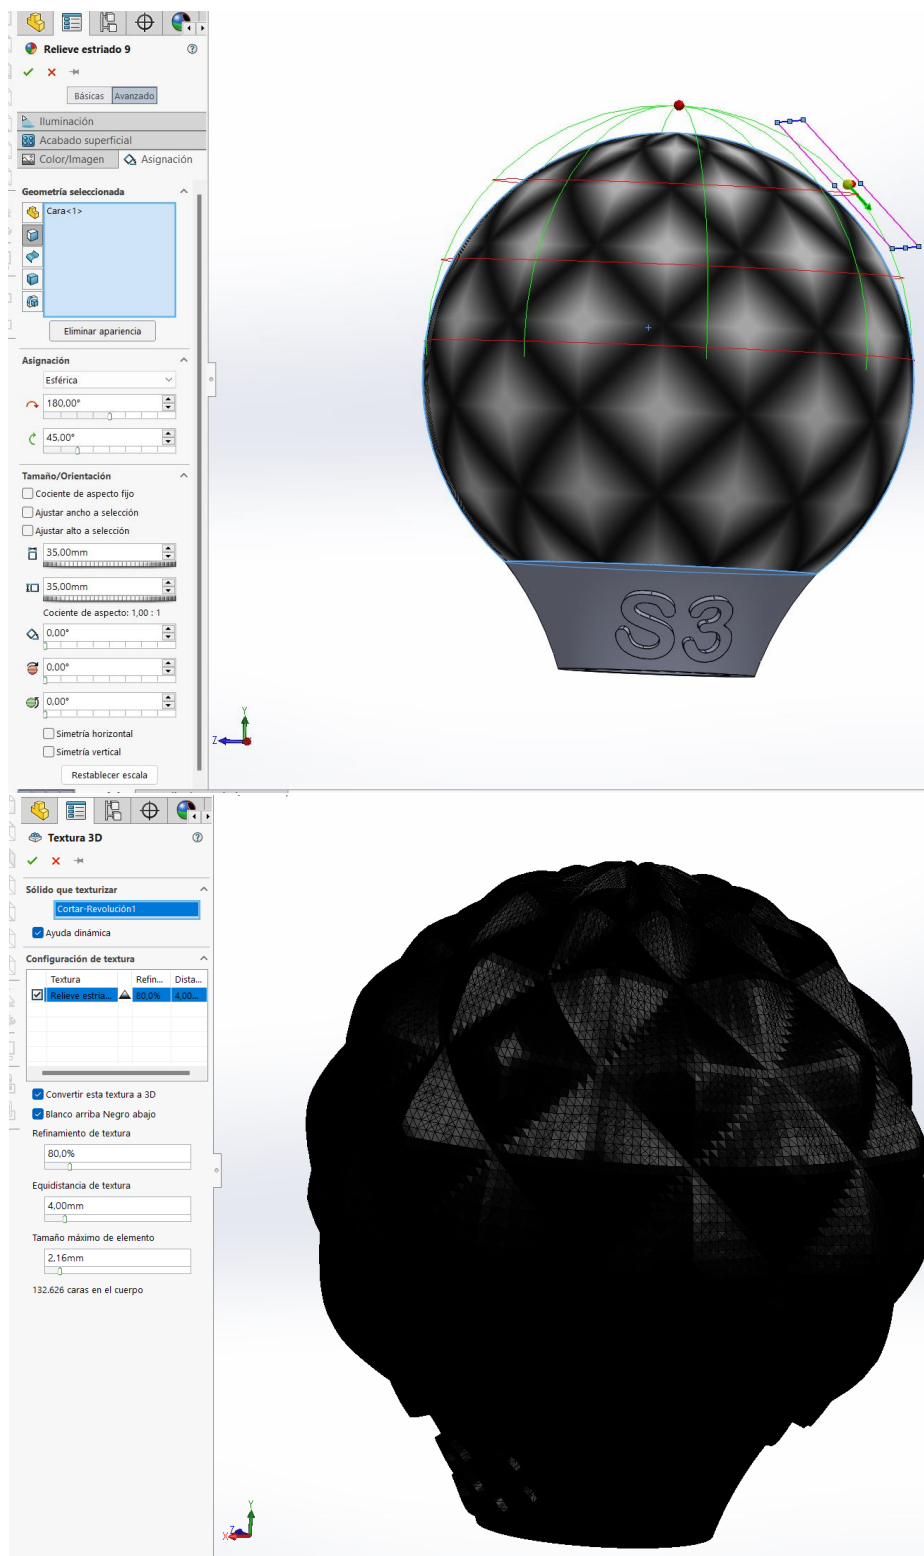 Relieve estriado 9
Básicas Avanzado
Iluminación
Acabado superficial
Color/Imagen Asignación
Geometría seleccionada
Cara<1>
Eliminar apariencia
Asignación
Esférica
180,00°
45,00°
Tamaño/Orientación
Cociente de aspecto fijo
Ajustar ancho a selección
Ajustar alto a selección
35,00mm
35,00mm
Cociente de aspecto: 1,00 : 1
0,00°
0,00°
0,00°
Simetría horizontal
Simetría vertical
Restablecer escala
S3
Y
Z
Textura 3D
Sólido que texturizar
Cortar-Revolución1
Ayuda dinámica
Configuración de textura
Textura Refin... Dista...
Relieve estria... 80,0% 4,00...
Convertir esta textura a 3D
Blanco arriba Negro abajo
Refinamiento de textura
80,0%
Equidistancia de textura
4,00mm
Tamaño máximo de elemento
2,16mm
132.626 caras en el cuerpo
Y
Z
X